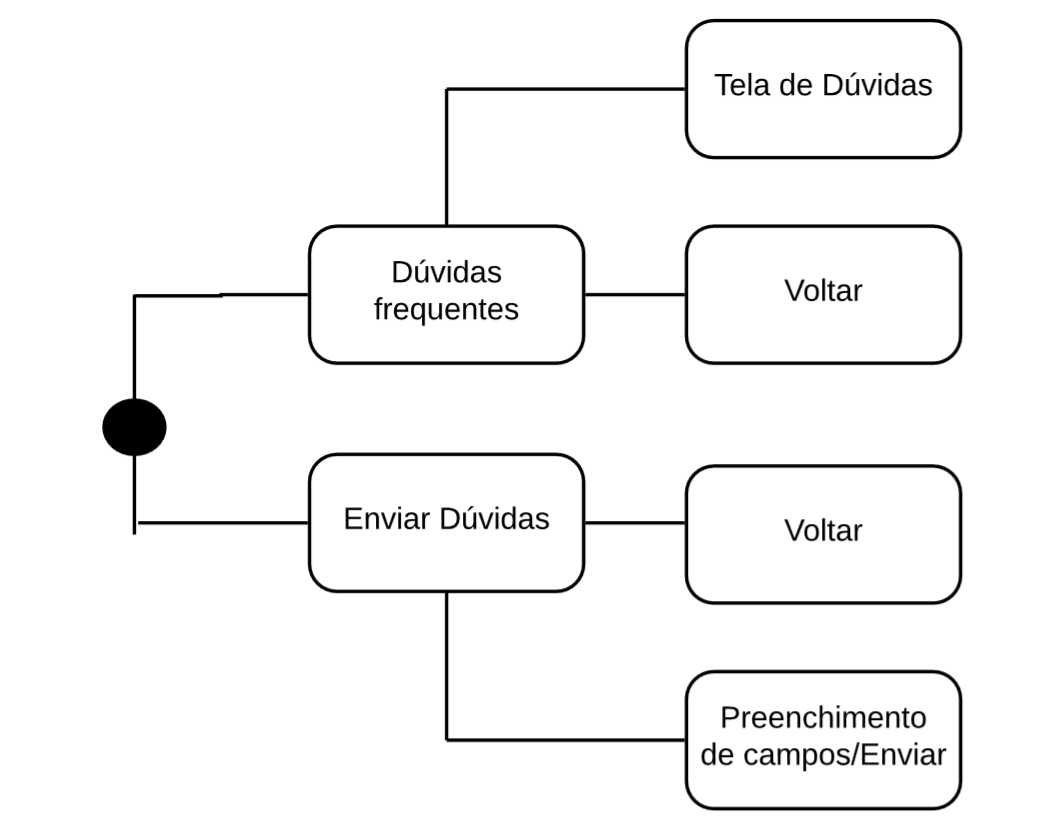 Tela de Dúvidas
Dúvidas
frequentes
Voltar
Enviar Dúvidas
Voltar
Preenchimento
de campos/Enviar